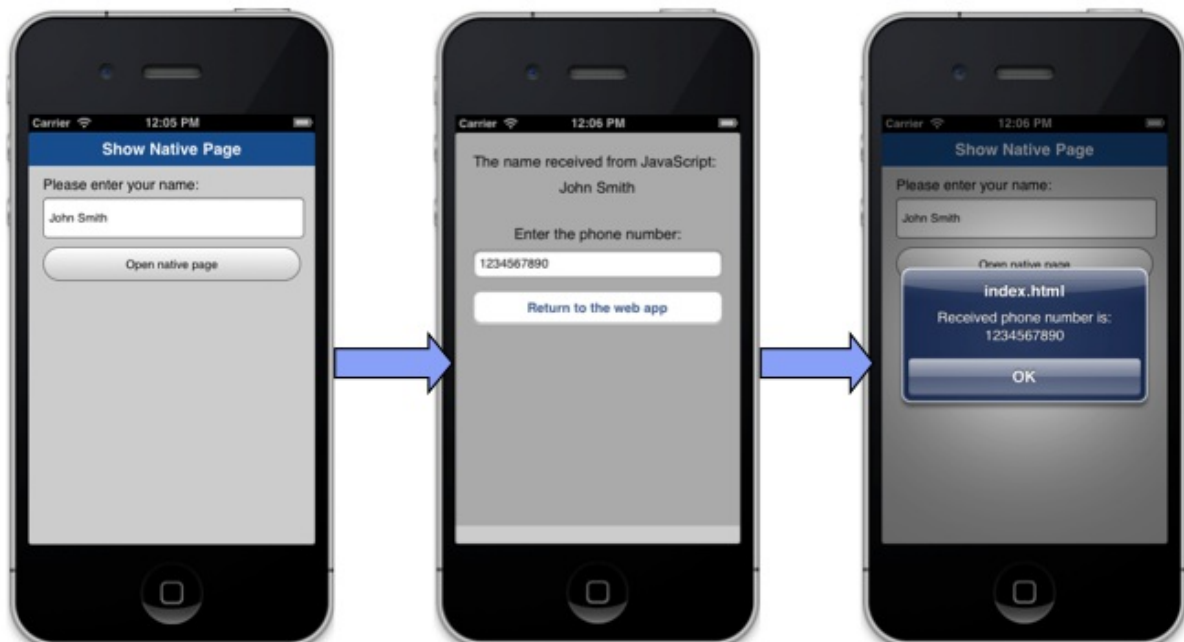 Carrier 12:05 PM
Show Native Page
Please enter your name:
John Smith
Open native page
Carrier 12:06 PM
The name received from JavaScript:
John Smith
Enter the phone number:
1234567890
Return to the web app
Carrier 12:06 PM
Show Native Page
Please enter your name:
John Smith
Open native page
index.html
Received phone number is:
1234567890
OK